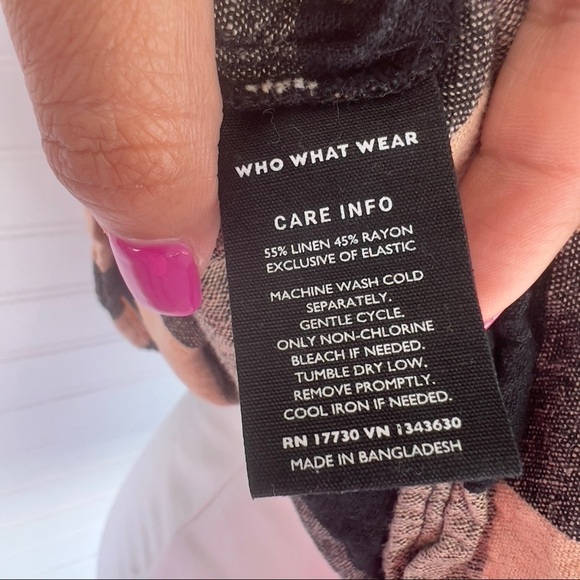 WHO WHAT WEAR
CARE INFO
55% LINEN 45% RAYON
EXCLUSIVE OF ELASTIC
MACHINE WASH COLD
SEPARATELY.
GENTLE CYCLE.
ONLY NON-CHLORINE
BLEACH IF NEEDED.
TUMBLE DRY LOW.
REMOVE PROMPTLY.
COOL IRON IF NEEDED.
RN 17730 VN 1343630
MADE IN BANGLADESH